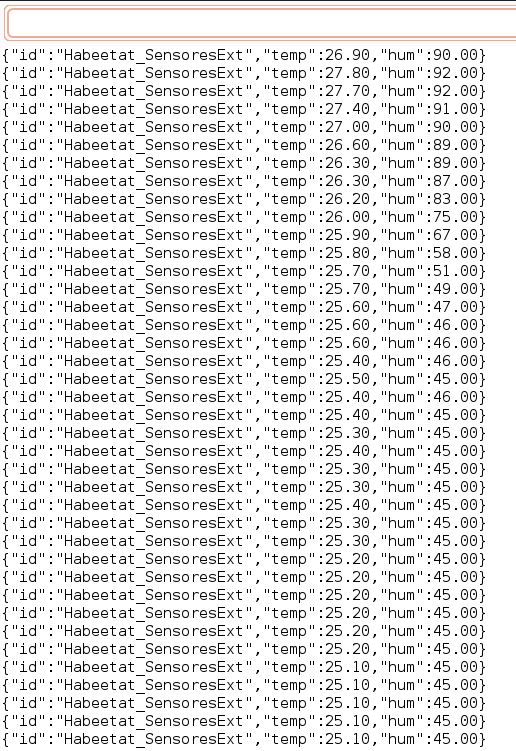 {"id":"Habeetat_SensoresExt","temp":26.90,"hum":90.00}
{"id":"Habeetat_SensoresExt","temp":27.80,"hum":92.00}
{"id":"Habeetat_SensoresExt","temp":27.70,"hum":92.00}
{"id":"Habeetat_SensoresExt","temp":27.40,"hum":91.00}
{"id":"Habeetat_SensoresExt","temp":27.00,"hum":90.00}
{"id":"Habeetat_SensoresExt","temp":26.60,"hum":89.00}
{"id":"Habeetat_SensoresExt","temp":26.30,"hum":89.00}
{"id":"Habeetat_SensoresExt","temp":26.30,"hum":87.00}
{"id":"Habeetat_SensoresExt","temp":26.20,"hum":83.00}
{"id":"Habeetat_SensoresExt","temp":26.00,"hum":75.00}
{"id":"Habeetat_SensoresExt","temp":25.90,"hum":67.00}
{"id":"Habeetat_SensoresExt","temp":25.80,"hum":58.00}
{"id":"Habeetat_SensoresExt","temp":25.70,"hum":51.00}
{"id":"Habeetat_SensoresExt","temp":25.70,"hum":49.00}
{"id":"Habeetat_SensoresExt","temp":25.60,"hum":47.00}
{"id":"Habeetat_SensoresExt","temp":25.60,"hum":46.00}
{"id":"Habeetat_SensoresExt","temp":25.60,"hum":46.00}
{"id":"Habeetat_SensoresExt","temp":25.40,"hum":46.00}
{"id":"Habeetat_SensoresExt","temp":25.50,"hum":45.00}
{"id":"Habeetat_SensoresExt","temp":25.40,"hum":46.00}
{"id":"Habeetat_SensoresExt","temp":25.40,"hum":45.00}
{"id":"Habeetat_SensoresExt","temp":25.30,"hum":45.00}
{"id":"Habeetat_SensoresExt","temp":25.40,"hum":45.00}
{"id":"Habeetat_SensoresExt","temp":25.30,"hum":45.00}
{"id":"Habeetat_SensoresExt","temp":25.30,"hum":45.00}
{"id":"Habeetat_SensoresExt","temp":25.40,"hum":45.00}
{"id":"Habeetat_SensoresExt","temp":25.30,"hum":45.00}
{"id":"Habeetat_SensoresExt","temp":25.30,"hum":45.00}
{"id":"Habeetat_SensoresExt","temp":25.20,"hum":45.00}
{"id":"Habeetat_SensoresExt","temp":25.20,"hum":45.00}
{"id":"Habeetat_SensoresExt","temp":25.20,"hum":45.00}
{"id":"Habeetat_SensoresExt","temp":25.20,"hum":45.00}
{"id":"Habeetat_SensoresExt","temp":25.20,"hum":45.00}
{"id":"Habeetat_SensoresExt","temp":25.20,"hum":45.00}
{"id":"Habeetat_SensoresExt","temp":25.10,"hum":45.00}
{"id":"Habeetat_SensoresExt","temp":25.10,"hum":45.00}
{"id":"Habeetat_SensoresExt","temp":25.10,"hum":45.00}
{"id":"Habeetat_SensoresExt","temp":25.10,"hum":45.00}
{"id":"Habeetat_SensoresExt","temp":25.10,"hum":45.00}